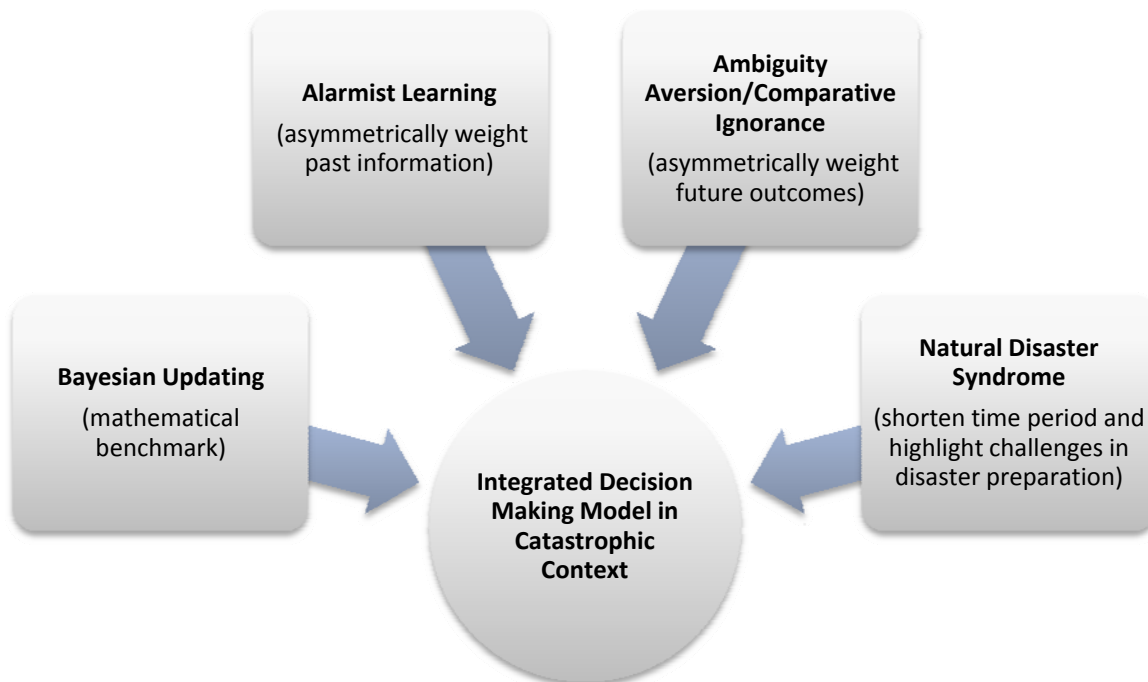 Alarmist Learning
(asymmetrically weight
past information)
Ambiguity
Aversion/Comparative
Ignorance
(asymmetrically weight
future outcomes)
Bayesian Updating
(mathematical
benchmark)
Natural Disaster
Syndrome
(shorten time period and
highlight challenges in
disaster preparation)
Integrated Decision
Making Model in
Catastrophic
Context